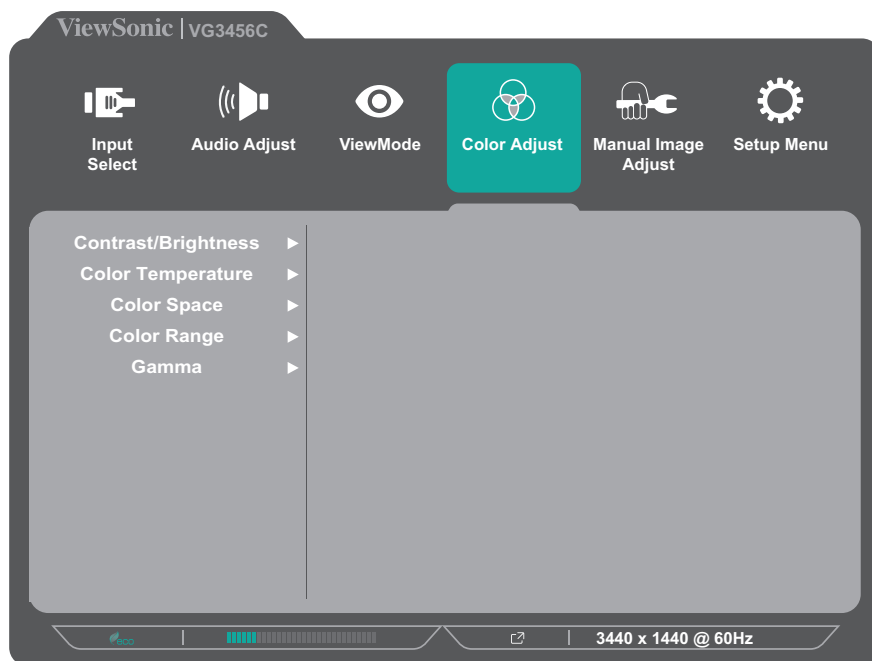 ViewSonic | VG3456C
Input Select
Audio Adjust
ViewMode
Color Adjust
Manual Image Adjust
Setup Menu
Contrast/Brightness
Color Temperature
Color Space
Color Range
Gamma
eco
3440 x 1440 @ 60Hz